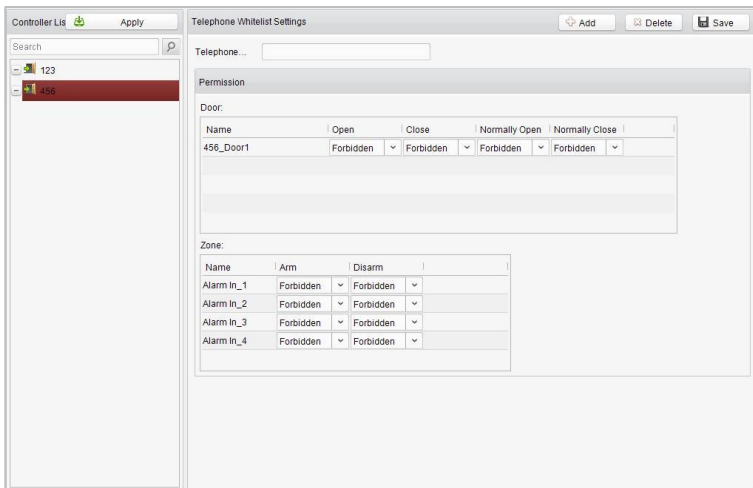 Controller Lis Apply
Search
123
456
Telephone Whitelist Settings Add Delete Save
Telephone...
Permission
Door:
Name Open Close Normally Open Normally Close
456_Door1 Forbidden Forbidden Forbidden Forbidden
Zone:
Name Arm Disarm
Alarm In_1 Forbidden Forbidden
Alarm In_2 Forbidden Forbidden
Alarm In_3 Forbidden Forbidden
Alarm In_4 Forbidden Forbidden